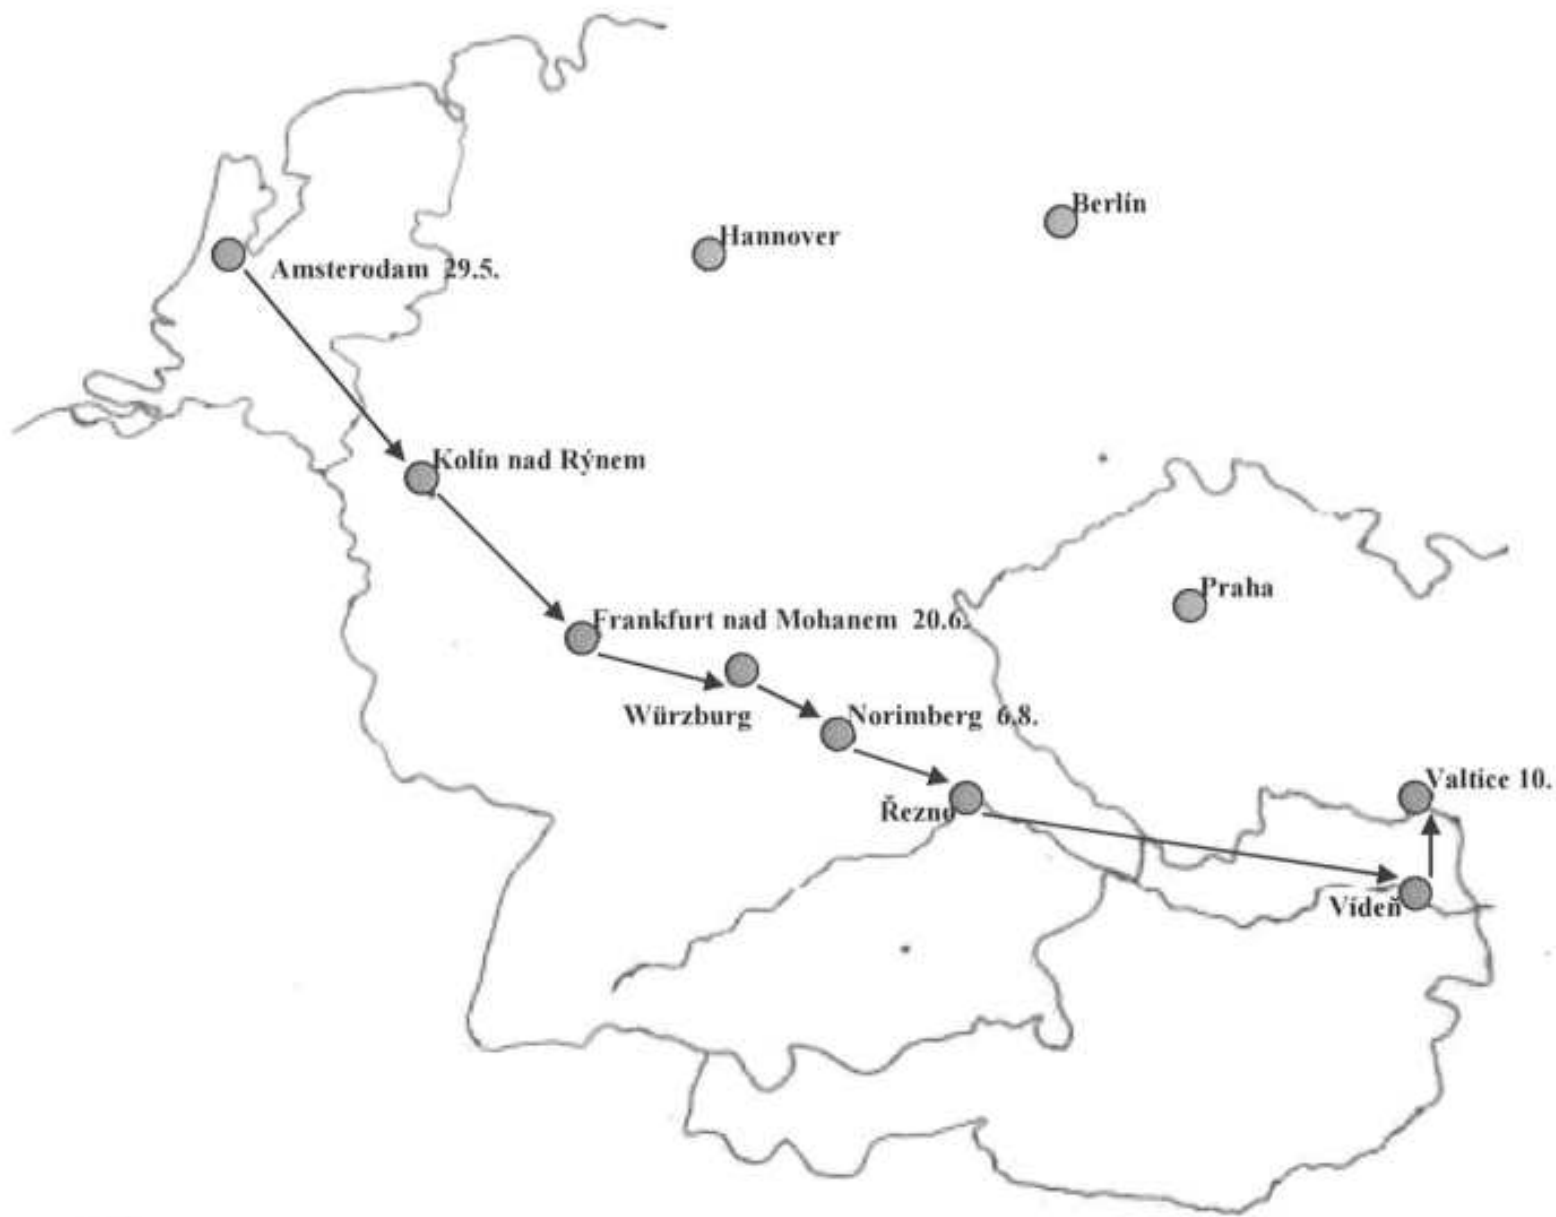 Berlín
Hannover
Amsterodam 29.5.
Kolín nad Rýnem
Praha
Frankfurt nad Mohanem 20.6.
Würzburg
Norimberg 6.8.
Valtice 10.
Řezno
Vídeň